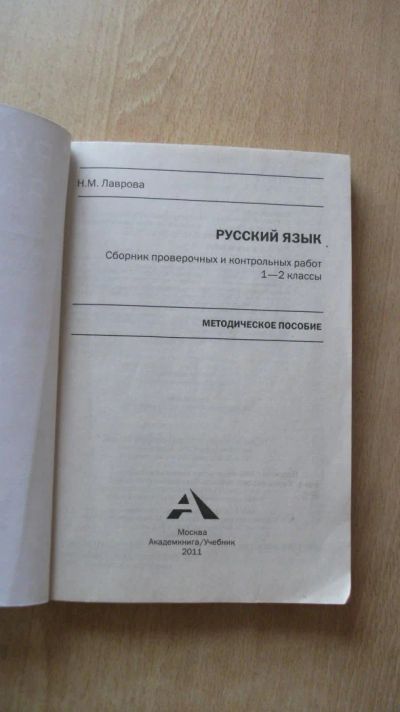 Н.М. Лаврова
РУССКИЙ ЯЗЫК
Сборник проверочных и контрольных работ
1—2 классы
МЕТОДИЧЕСКОЕ ПОСОБИЕ
Москва
Академкнига/Учебник
2011